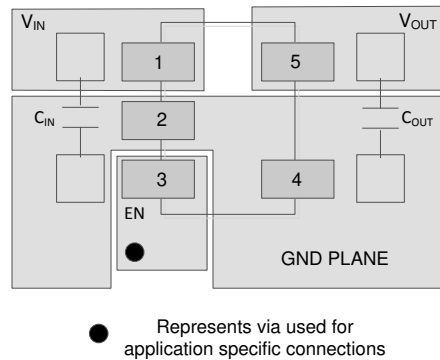 VIN
VOUT
1
5
CIN
2
COUT
3
4
EN
GND PLANE
Represents via used for
application specific connections